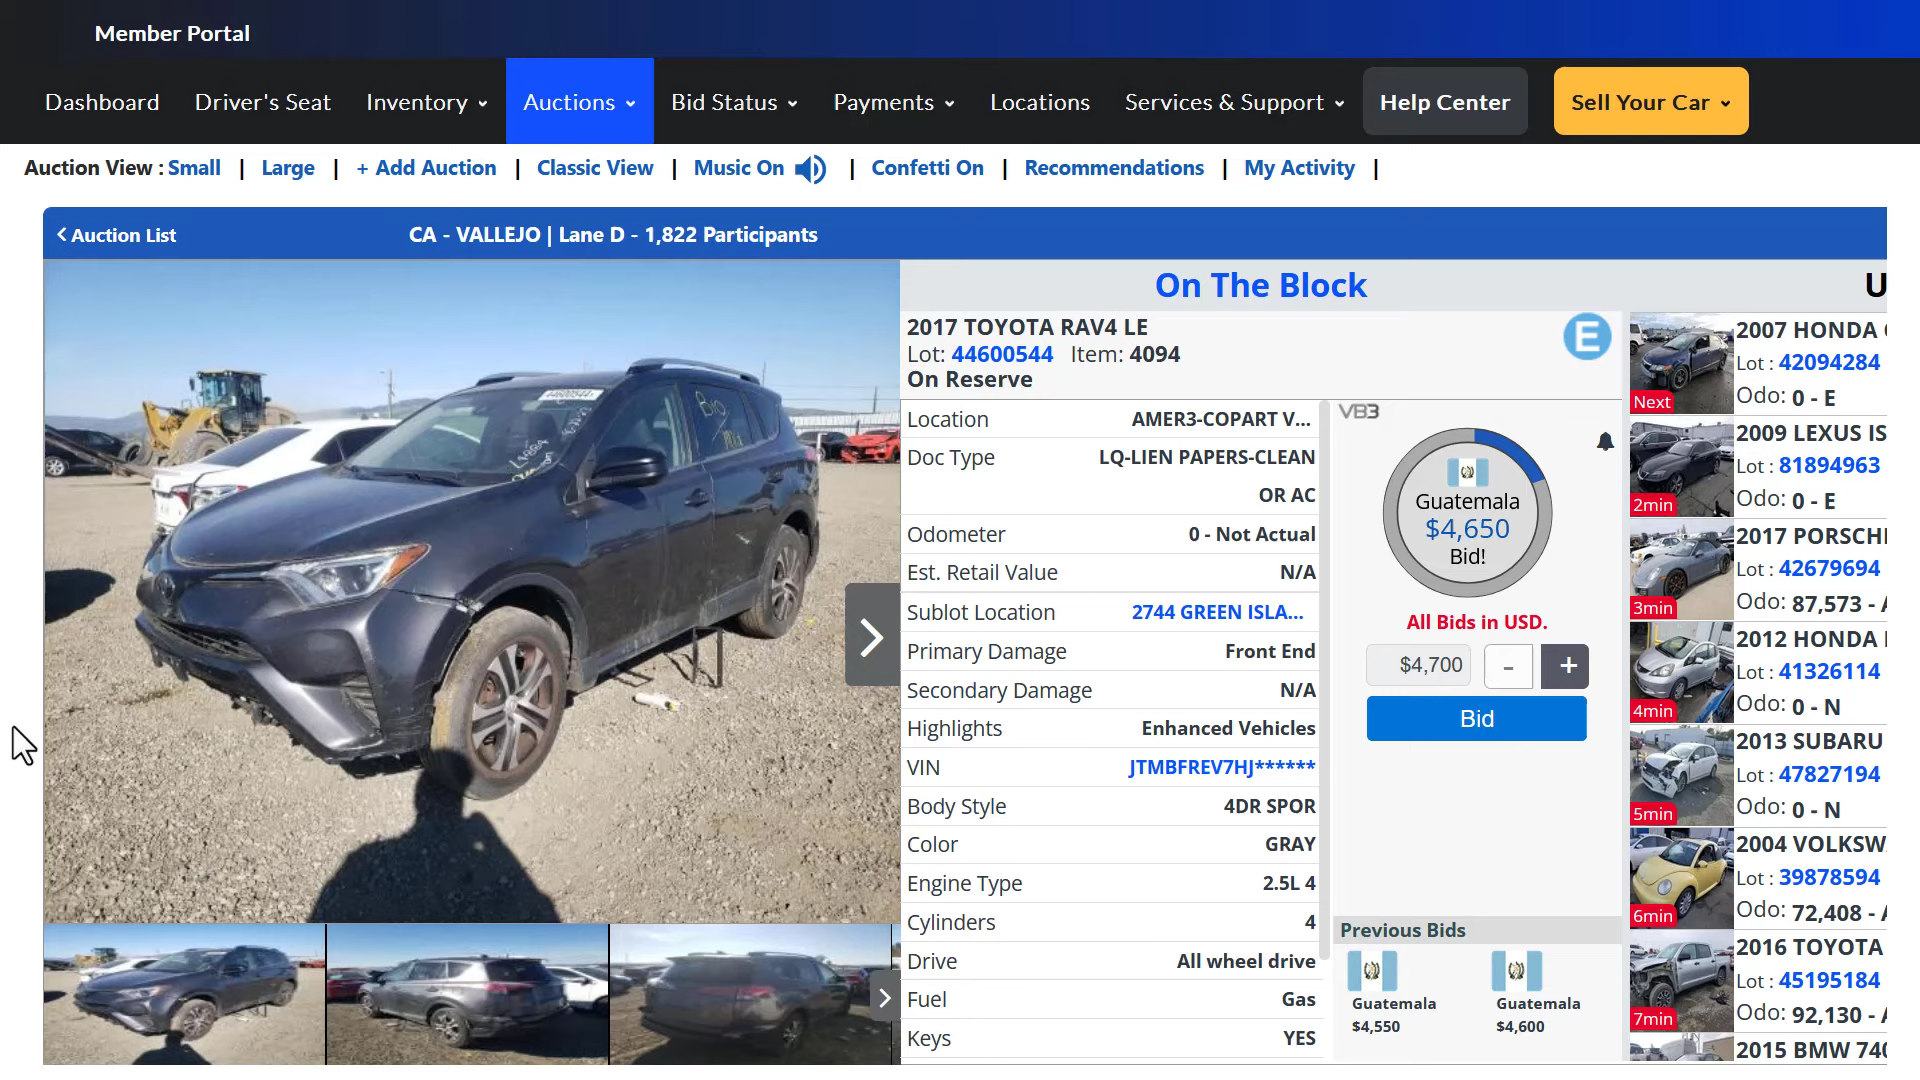 Member Portal
Dashboard Driver's Seat Inventory Auctions Bid Status Payments Locations Services & Support Help Center Sell Your Car
Auction View : Small | Large | + Add Auction | Classic View | Music On | Confetti On | Recommendations | My Activity |
Auction List CA - VALLEJO | Lane D - 1,822 Participants
On The Block
2017 TOYOTA RAV4 LE
Lot: 44600544 Item: 4094
On Reserve
E
Location AMER3-COPART V...
Doc Type LQ-LIEN PAPERS-CLEAN
OR AC
Odometer 0 - Not Actual
Est. Retail Value N/A
Sublot Location 2744 GREEN ISLA...
Primary Damage Front End
Secondary Damage N/A
Highlights Enhanced Vehicles
VIN JTMBFREV7HJ******
Body Style 4DR SPOR
Color GRAY
Engine Type 2.5L 4
Cylinders 4
Drive All wheel drive
Fuel Gas
Keys YES
VB3
Guatemala
$4,650
Bid!
All Bids in USD.
$4,700 - +
Bid
Previous Bids
Guatemala Guatemala
$4,550 $4,600
U
2007 HONDA
Lot : 42094284
Odo: 0 - E
Next
2009 LEXUS IS
Lot : 81894963
Odo: 0 - E
2min
2017 PORSCH
Lot : 42679694
Odo: 87,573 - A
3min
2012 HONDA
Lot : 41326114
Odo: 0 - N
4min
2013 SUBARU
Lot : 47827194
Odo: 0 - N
5min
2004 VOLKSW
Lot : 39878594
Odo: 72,408 - A
6min
2016 TOYOTA
Lot : 45195184
Odo: 92,130 - A
7min
2015 BMW 740
44600544